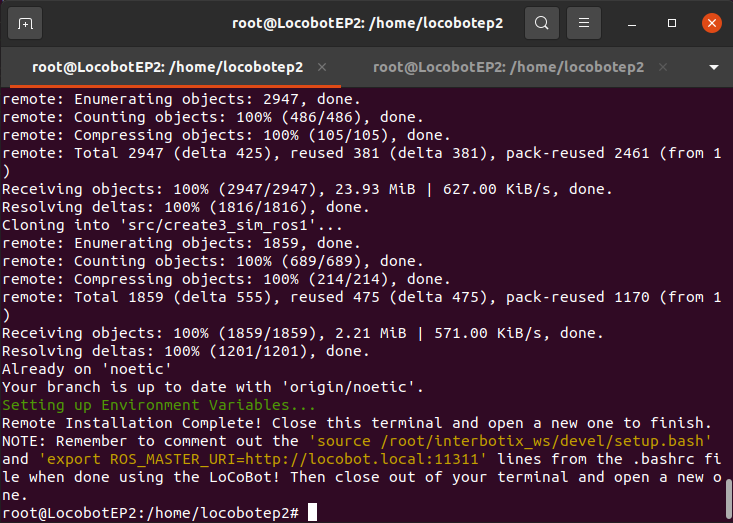 root@LocobotEP2: /home/locobotep2
root@LocobotEP2: /home/locobotep2 × root@LocobotEP2: /home/locobotep2 ×
remote: Enumerating objects: 2947, done.
remote: Counting objects: 100% (486/486), done.
remote: Compressing objects: 100% (105/105), done.
remote: Total 2947 (delta 425), reused 381 (delta 381), pack-reused 2461 (from 1
)
Receiving objects: 100% (2947/2947), 23.93 MiB | 627.00 KiB/s, done.
Resolving deltas: 100% (1816/1816), done.
Cloning into 'src/create3_sim_ros1'...
remote: Enumerating objects: 1859, done.
remote: Counting objects: 100% (689/689), done.
remote: Compressing objects: 100% (214/214), done.
remote: Total 1859 (delta 555), reused 475 (delta 475), pack-reused 1170 (from 1
)
Receiving objects: 100% (1859/1859), 2.21 MiB | 571.00 KiB/s, done.
Resolving deltas: 100% (1201/1201), done.
Already on 'noetic'
Your branch is up to date with 'origin/noetic'.
Setting up Environment Variables...
Remote Installation Complete! Close this terminal and open a new one to finish.
NOTE: Remember to comment out the 'source /root/interbotix_ws/devel/setup.bash'
and 'export ROS_MASTER_URI=http://locobot.local:11311' lines from the .bashrc fi
le when done using the LoCoBot! Then close out of your terminal and open a new o
ne.
root@LocobotEP2:/home/locobotep2#